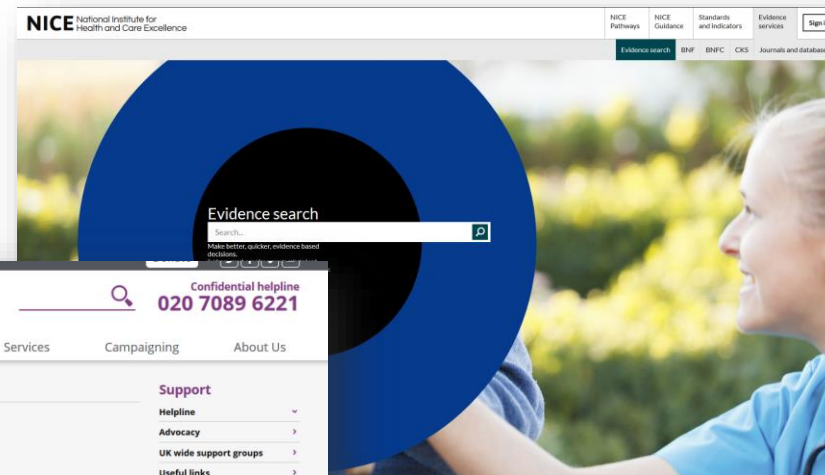 NICE National Institute for
Health and Care Excellence
NICE
Pathways
NICE
Guidance
Standards
and Indicators
Evidence
services
Sign
Evidence search
BNF
BNFC
CKS
Journals and database
Evidence search
Search...
Make better, quicker, evidence based
decisions.
Confidential helpline
020 7089 6221
Services
Campaigning
About Us
Support
Helpline
Advocacy
UK wide support groups
Useful links